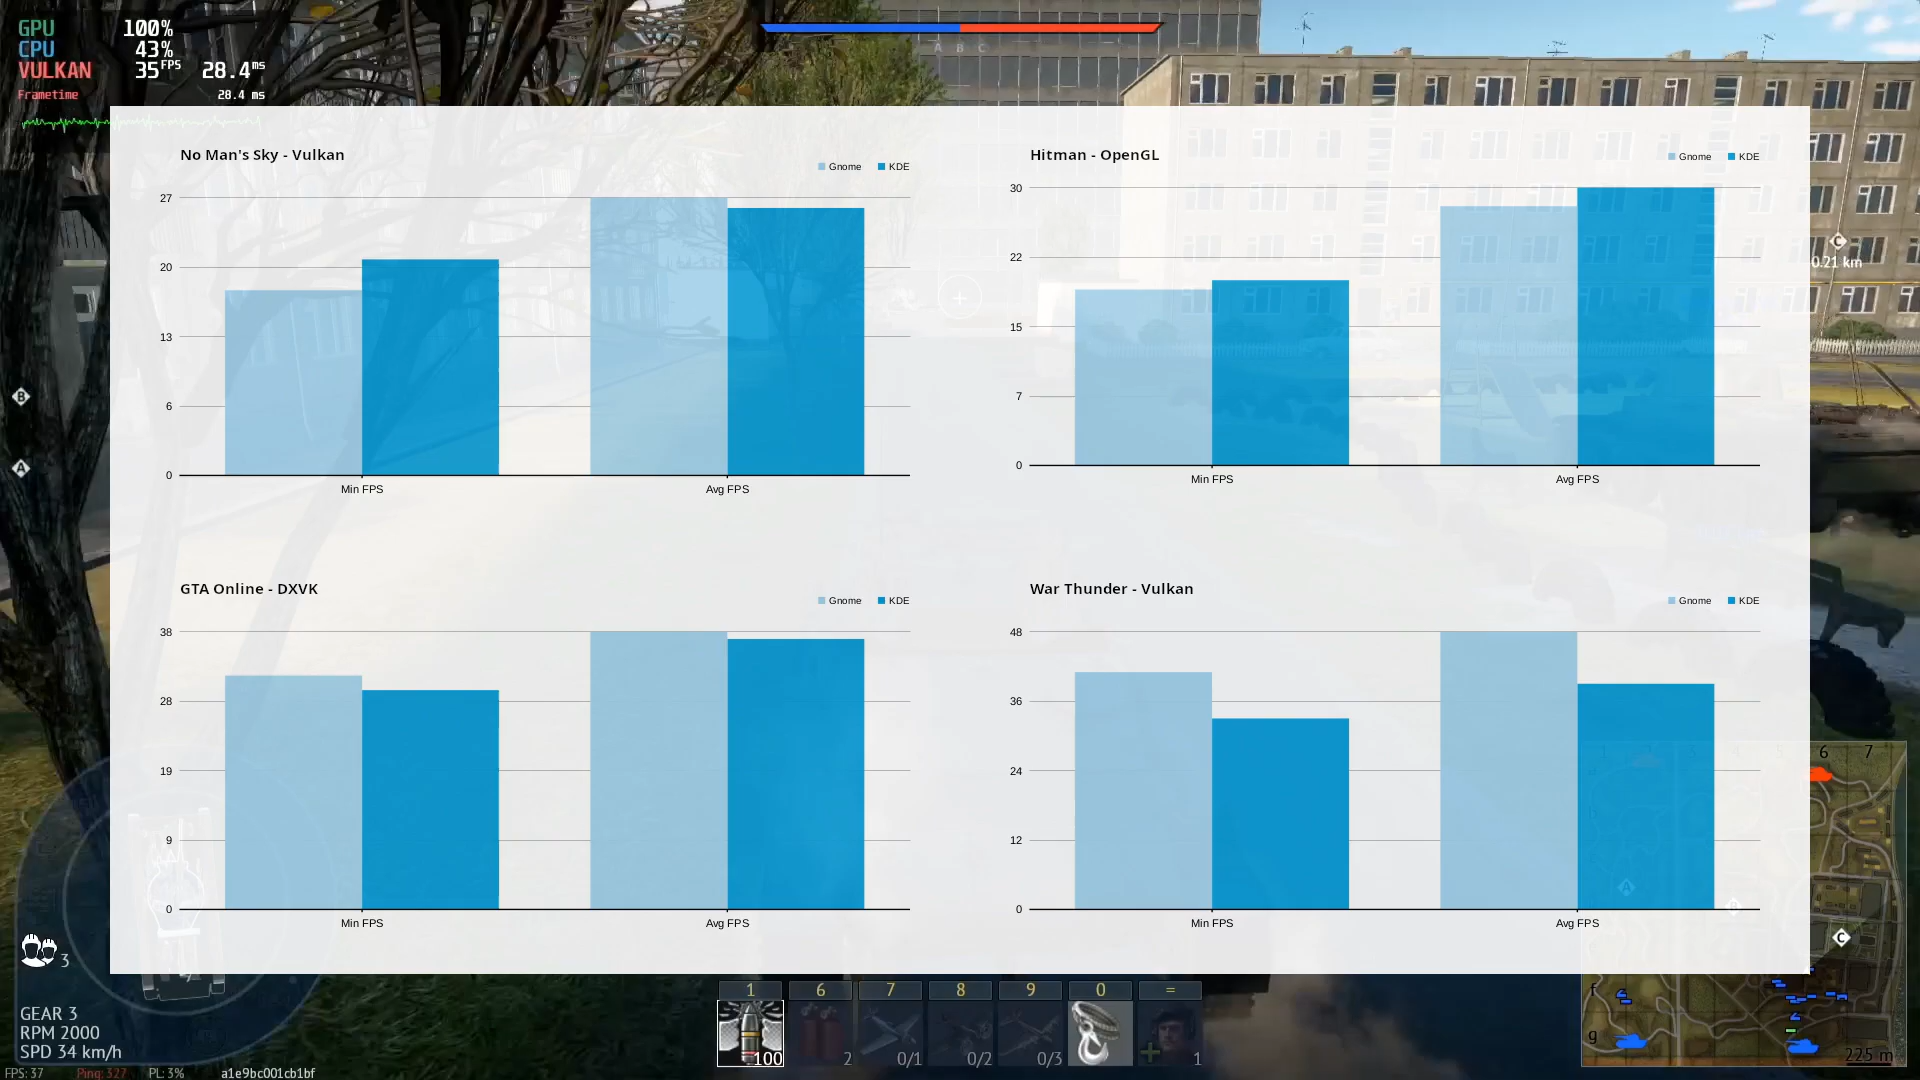 GPU 100%
CPU 43%
VULKAN 35FPS 28.4ms
Frametime 28.4 ms
A B C
No Man's Sky - Vulkan
Gnome KDE
27
20
13
6
0
Min FPS Avg FPS
Hitman - OpenGL
Gnome KDE
30
22
15
7
0
Min FPS Avg FPS
C
0.21 km
B
A
GTA Online - DXVK
Gnome KDE
38
28
19
9
0
Min FPS Avg FPS
War Thunder - Vulkan
Gnome KDE
48
36
24
12
0
Min FPS Avg FPS
6 7
A
C
f
g
225 m
3
GEAR 3
RPM 2000
SPD 34 km/h
FPS: 37 Ping: 327 PL: 3% a1e9bc001cb1bf
1 6 7 8 9 0 =
100 2 0/1 0/2 0/3 1